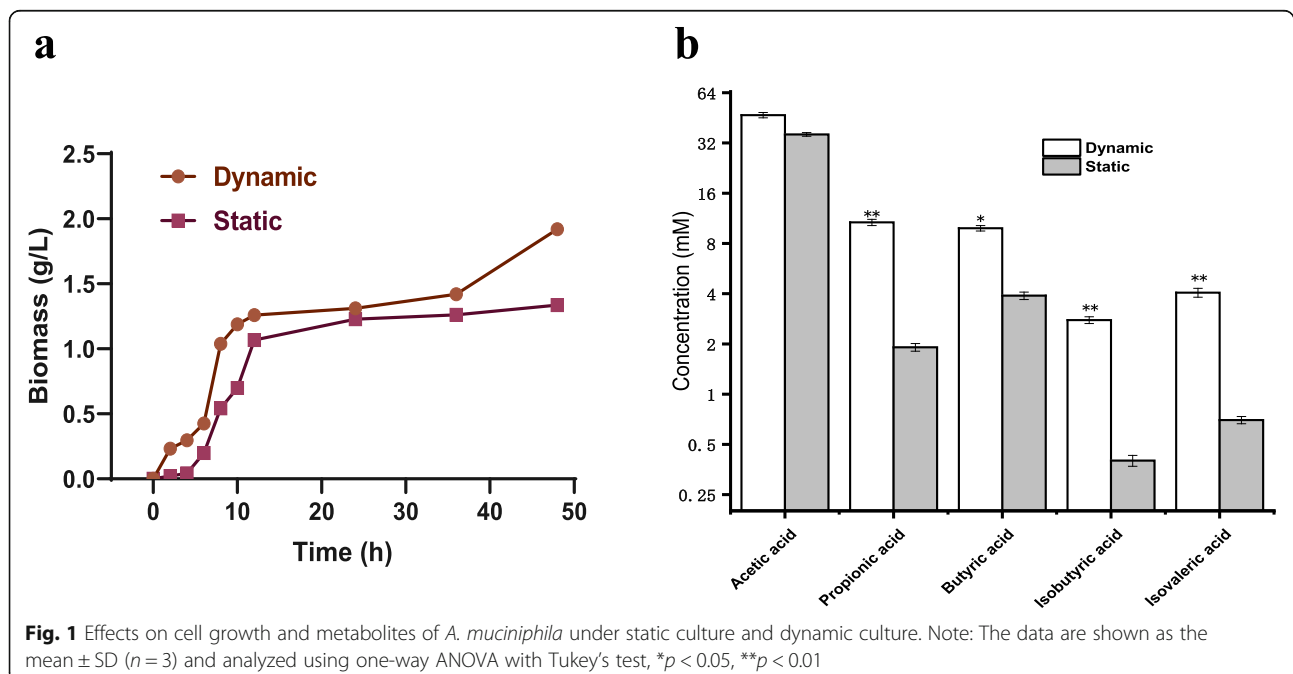 a
2.5
2.0
1.5
1.0
0.5
0.0
Biomass (g/L)
Dynamic
Static
0 10 20 30 40 50
Time (h)
b
64
32
16
8
4
2
1
0.5
0.25
Concentration (mM)
Dynamic
Static
**
*
**
**
Acetic acid
Propionic acid
Butyric acid
Isobutyric acid
Isovaleric acid
Fig. 1 Effects on cell growth and metabolites of A. muciniphila under static culture and dynamic culture. Note: The data are shown as the
mean ± SD (n = 3) and analyzed using one-way ANOVA with Tukey's test, *p < 0.05, **p < 0.01